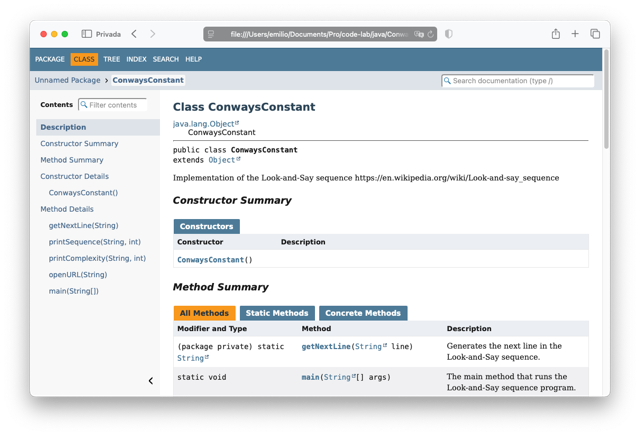 Privada
file:///Users/emilio/Documents/Pro/code-lab/java/Conwa
PACKAGE CLASS TREE INDEX SEARCH HELP
Unnamed Package > ConwaysConstant
Search documentation (type /)
Contents
Filter contents
Description
Constructor Summary
Method Summary
Constructor Details
ConwaysConstant()
Method Details
getNextLine(String)
printSequence(String, int)
printComplexity(String, int)
openURL(String)
main(String[])
Class ConwaysConstant
java.lang.Object
ConwaysConstant
public class ConwaysConstant
extends Object
Implementation of the Look-and-Say sequence https://en.wikipedia.org/wiki/Look-and-say_sequence
Constructor Summary
Constructors
Constructor Description
ConwaysConstant()
Method Summary
All Methods Static Methods Concrete Methods
Modifier and Type Method Description
(package private) static String getNextLine(String line) Generates the next line in the
Look-and-Say sequence.
static void main(String[] args) The main method that runs the
Look-and-Say sequence program.